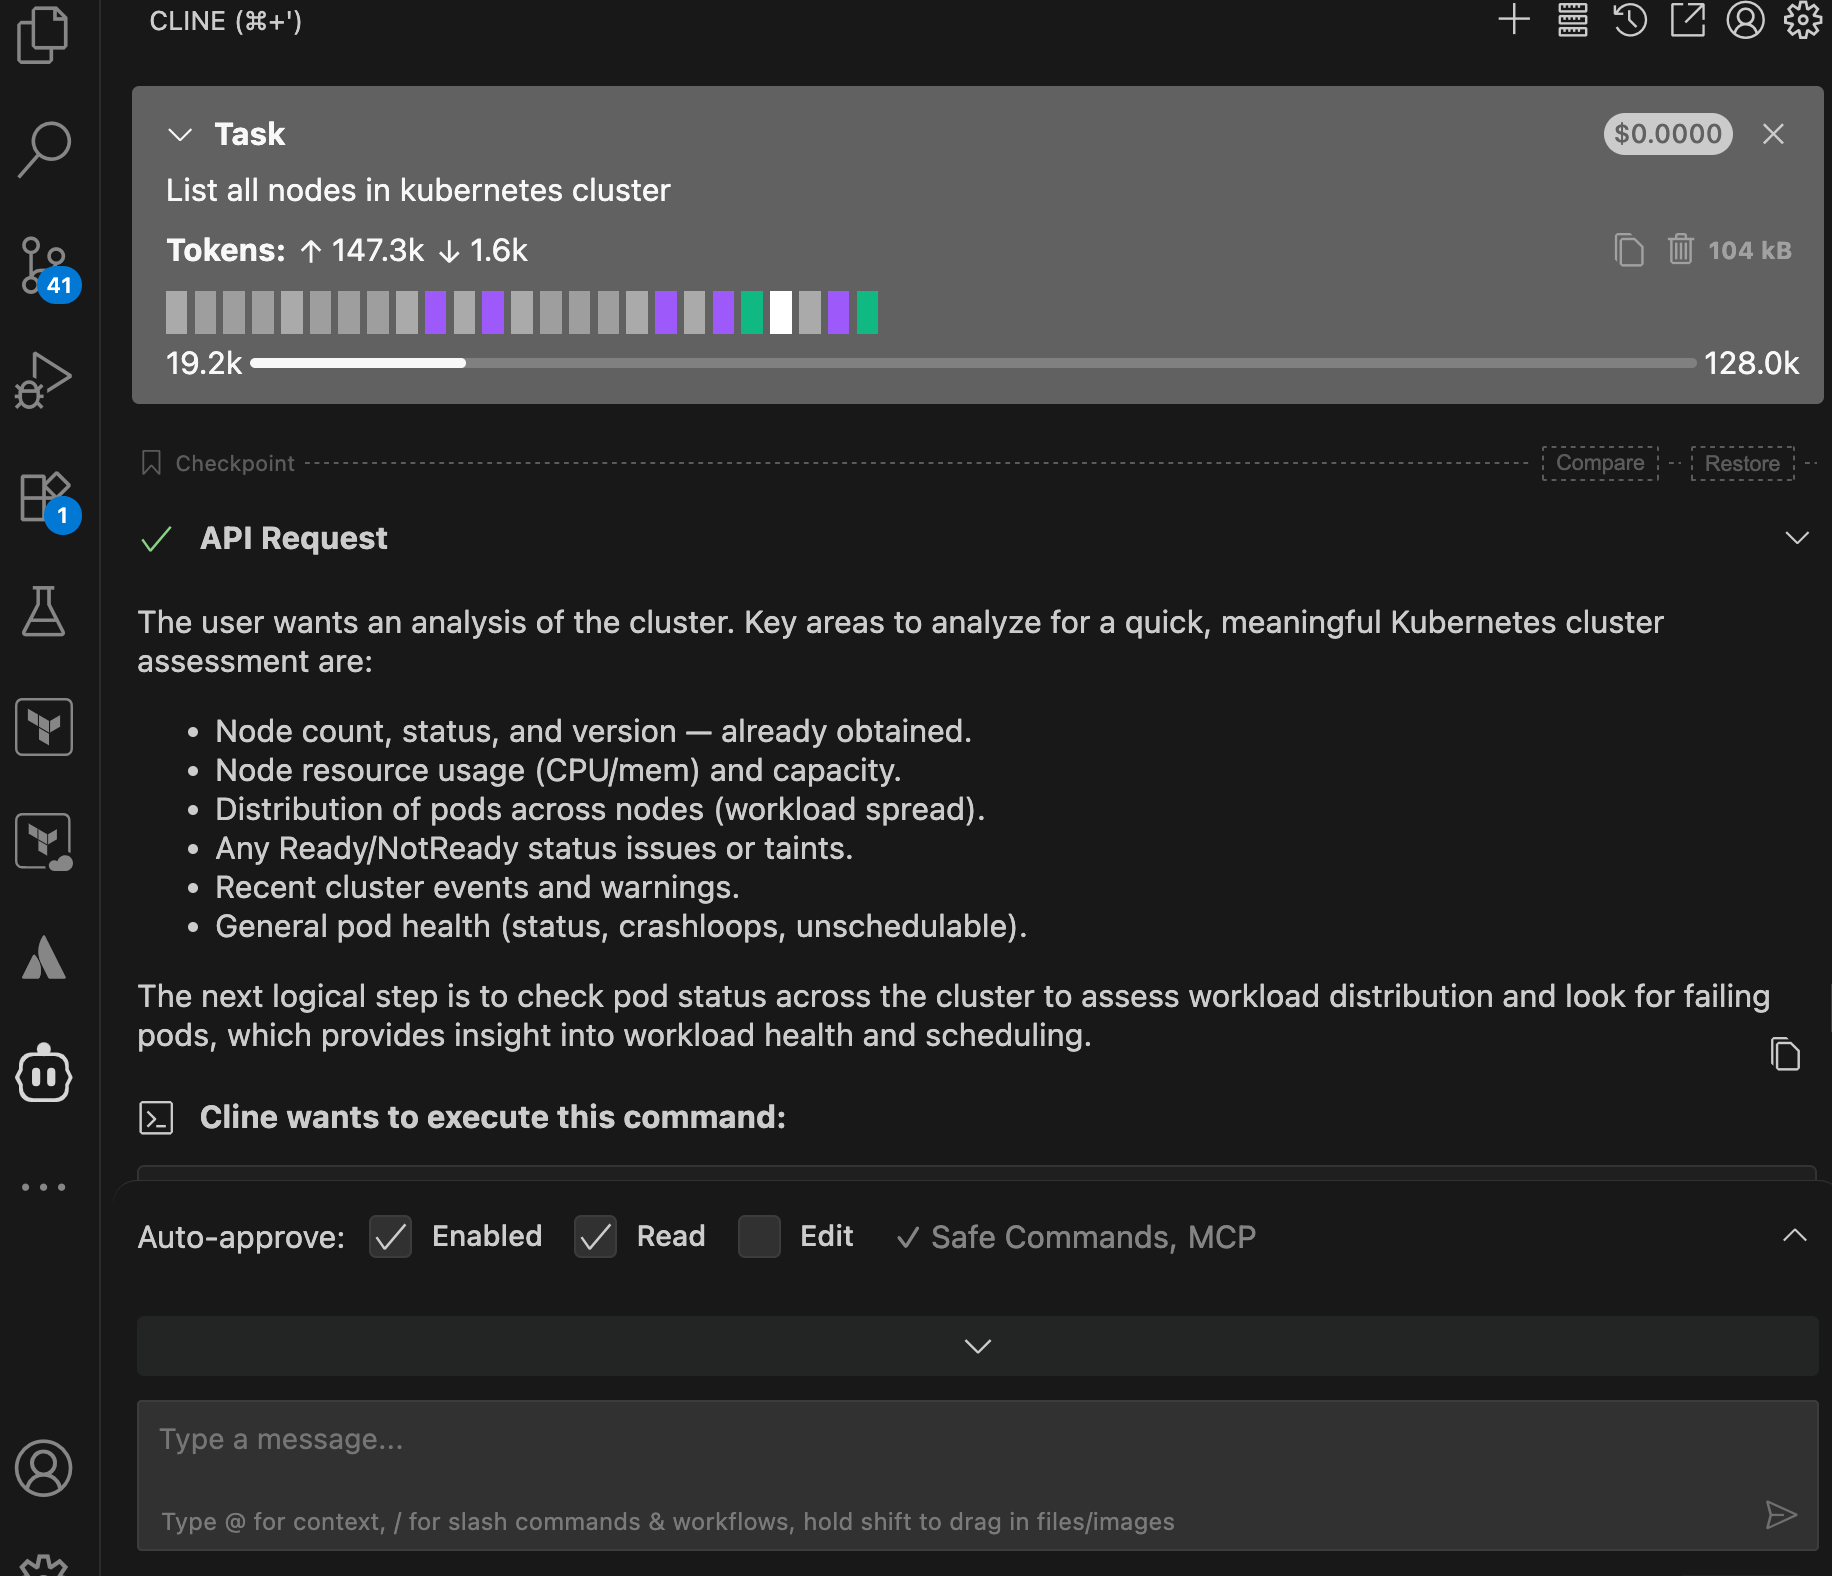 CLINE (⌘+')
Task
$0.0000
List all nodes in kubernetes cluster
Tokens: ↑ 147.3k ↓ 1.6k
104 kB
19.2k
128.0k
41
1
Checkpoint
Compare
Restore
API Request
The user wants an analysis of the cluster. Key areas to analyze for a quick, meaningful Kubernetes cluster
assessment are:
• Node count, status, and version — already obtained.
• Node resource usage (CPU/mem) and capacity.
• Distribution of pods across nodes (workload spread).
• Any Ready/NotReady status issues or taints.
• Recent cluster events and warnings.
• General pod health (status, crashloops, unschedulable).
The next logical step is to check pod status across the cluster to assess workload distribution and look for failing
pods, which provides insight into workload health and scheduling.
Cline wants to execute this command:
Auto-approve: Enabled Read Edit ✓ Safe Commands, MCP
Type a message...
Type @ for context, / for slash commands & workflows, hold shift to drag in files/images